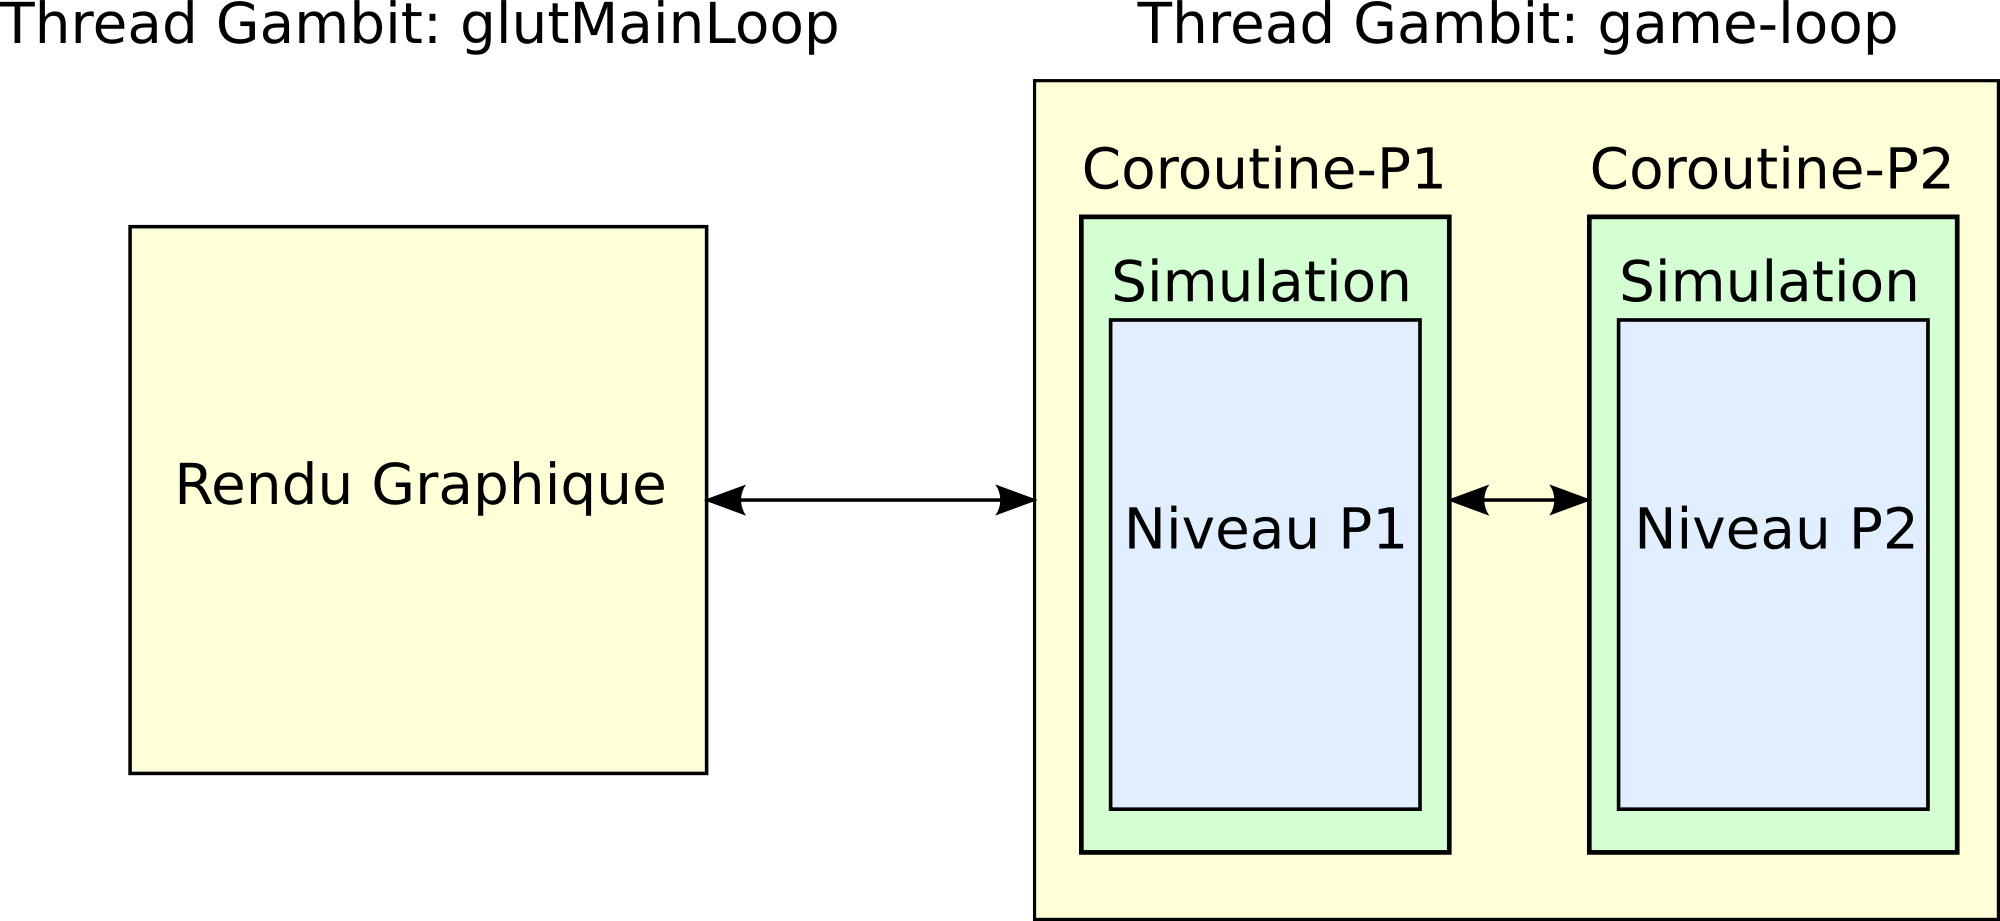 Thread Gambit: glutMainLoop
Thread Gambit: game-loop
Coroutine-P1
Coroutine-P2
Simulation
Simulation
Rendu Graphique
Niveau P1
Niveau P2